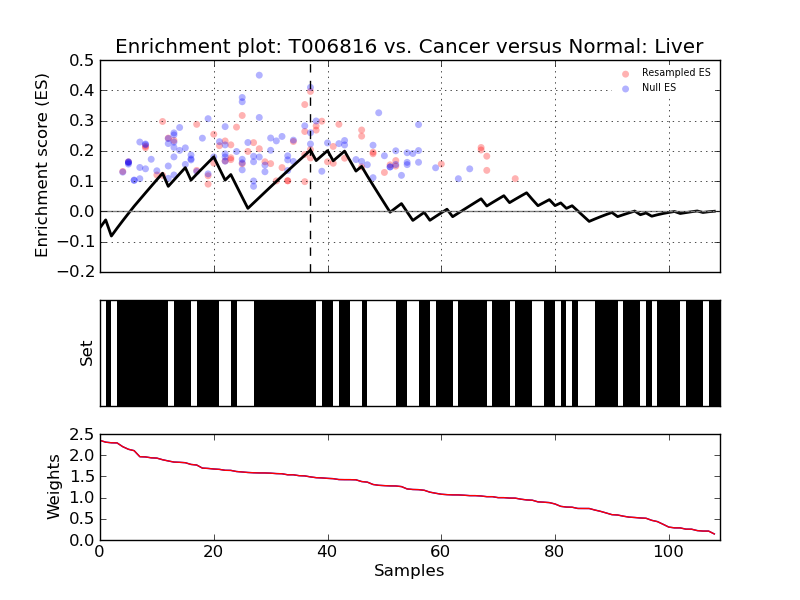 Enrichment plot: T006816 vs. Cancer versus Normal: Liver
0.5
0.4
0.3
0.2
0.1
0.0
−0.1
−0.2
Enrichment score (ES)
Resampled ES
Null ES
Set
2.5
2.0
1.5
1.0
0.5
0.0
Weights
0 20 40 60 80 100
Samples